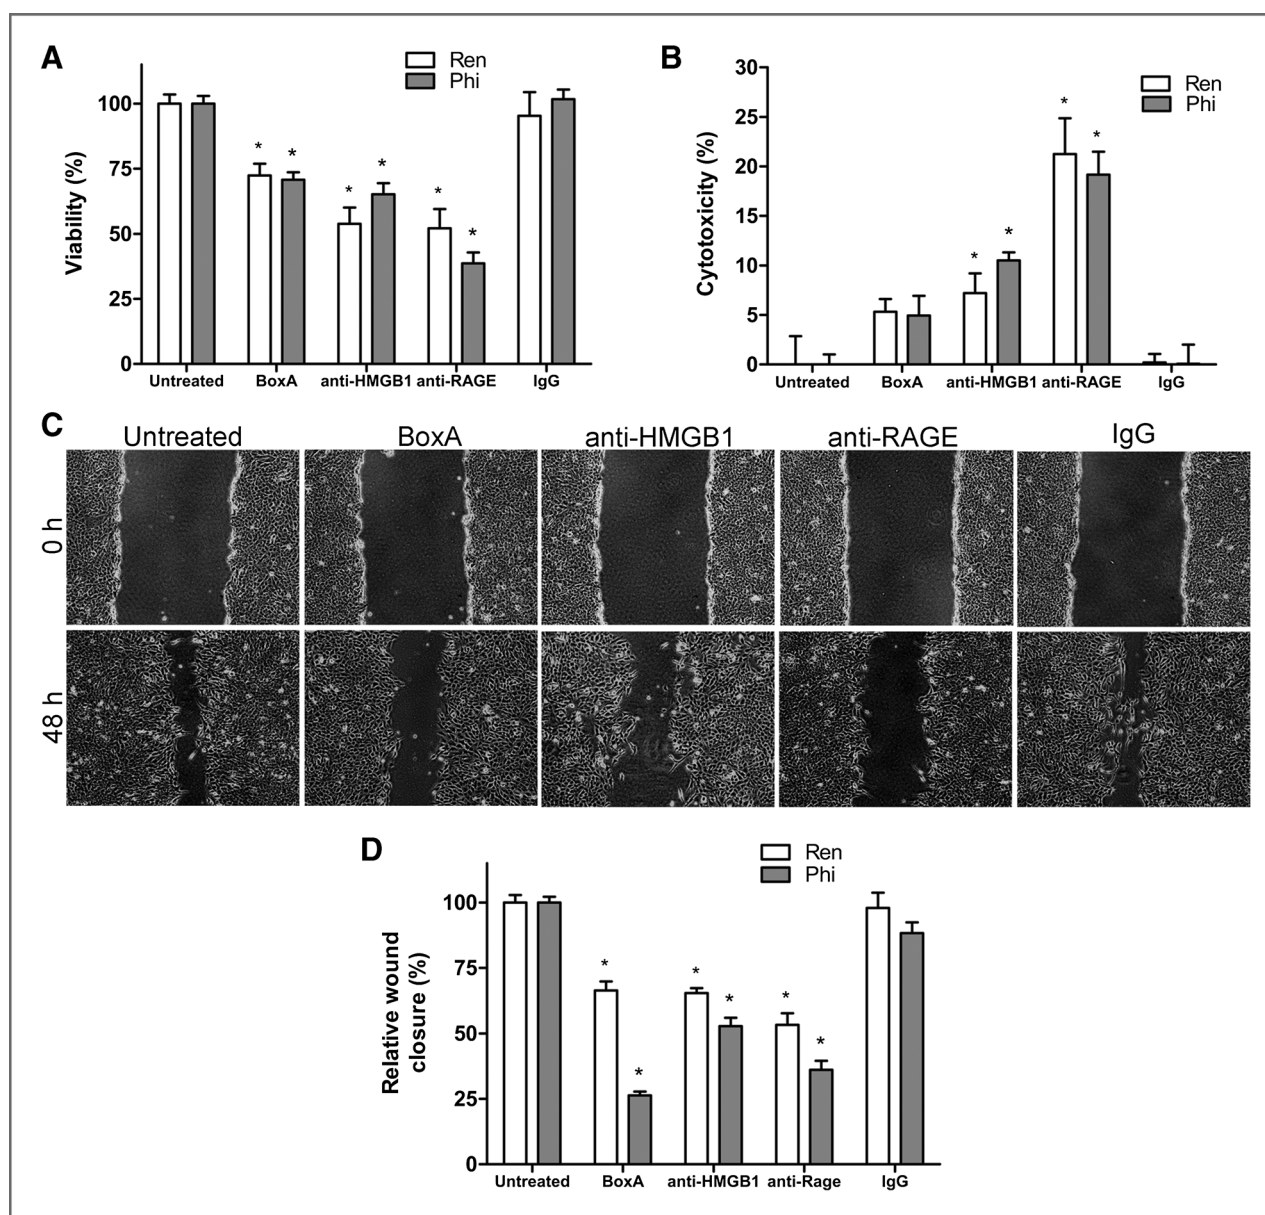 A
Ren
Phi
Viability (%)
100
75
50
25
0
* * * * * *
Untreated BoxA anti-HMGB1 anti-RAGE IgG
B
Ren
Phi
Cytotoxicity (%)
30
25
20
15
10
5
0
* * * *
Untreated BoxA anti-HMGB1 anti-RAGE IgG
C
Untreated BoxA anti-HMGB1 anti-RAGE IgG
0 h
48 h
D
Ren
Phi
Relative wound
closure (%)
100
75
50
25
0
* * * * * *
Untreated BoxA anti-HMGB1 anti-Rage IgG